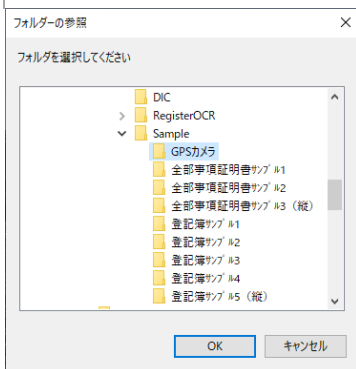 フォルダーの参照
フォルダを選択してください
DIC
RegisterOCR
Sample
GPSカメラ
全部事項証明書ｻﾝﾌﾟﾙ1
全部事項証明書ｻﾝﾌﾟﾙ2
全部事項証明書ｻﾝﾌﾟﾙ3（縦）
登記簿ｻﾝﾌﾟﾙ1
登記簿ｻﾝﾌﾟﾙ2
登記簿ｻﾝﾌﾟﾙ3
登記簿ｻﾝﾌﾟﾙ4
登記簿ｻﾝﾌﾟﾙ5（縦）
OK キャンセル